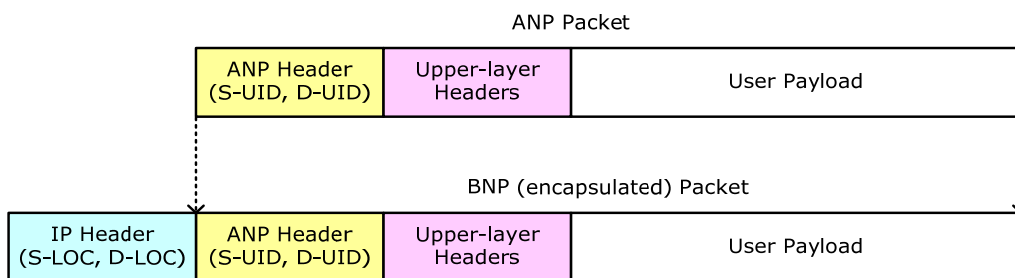 ANP Packet
ANP Header
(S-UID, D-UID)
Upper-layer
Headers
User Payload
BNP (encapsulated) Packet
IP Header
(S-LOC, D-LOC)
ANP Header
(S-UID, D-UID)
Upper-layer
Headers
User Payload